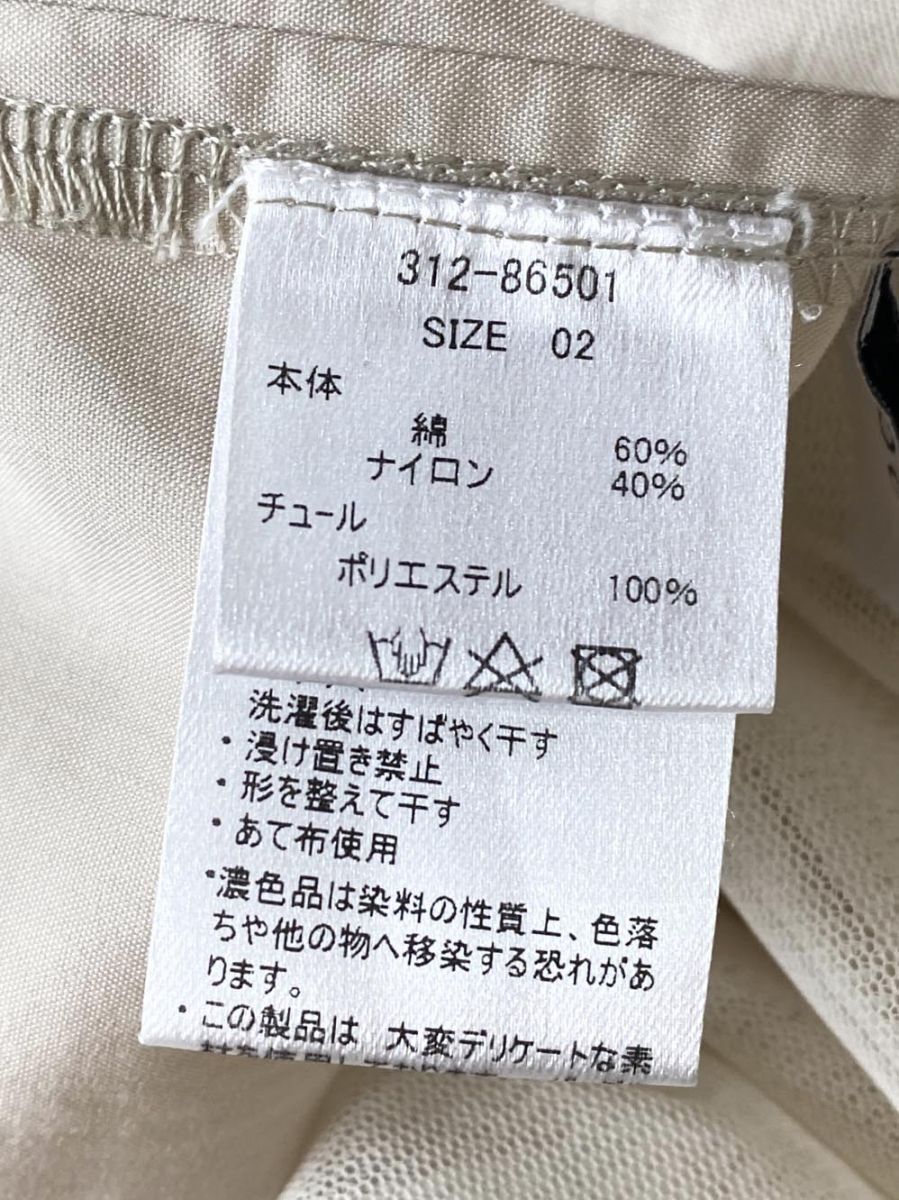 312-86501
SIZE 02
本体
綿 60%
ナイロン 40%
チュール
ポリエステル 100%
洗濯後はすばやく干す
・浸け置き禁止
・形を整えて干す
・あて布使用
・濃色品は染料の性質上、色落
ちや他の物へ移染する恐れがあ
ります。
・この製品は 大変デリケートな素